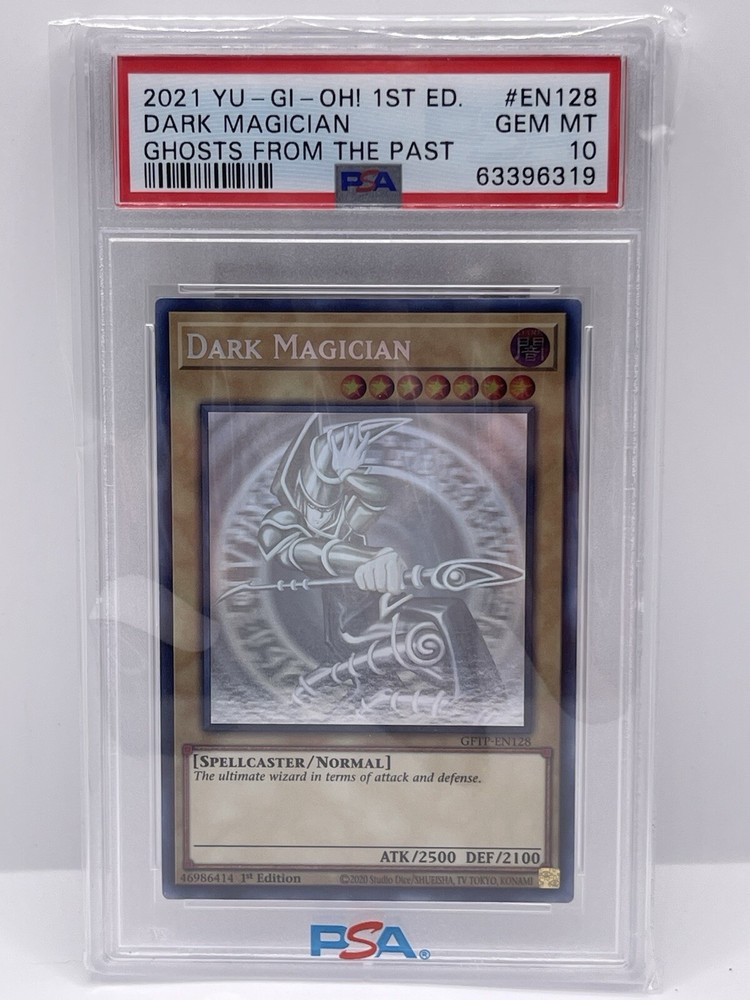 2021 YU-GI-OH! 1ST ED. #EN128
DARK MAGICIAN GEM MT
GHOSTS FROM THE PAST 10
PSA 63396319
DARK MAGICIAN 闇
GFTP-EN128
[SPELLCASTER/NORMAL]
The ultimate wizard in terms of attack and defense.
ATK/2500 DEF/2100
46986414 1st Edition ©2020 Studio Dice/SHUEISHA, TV TOKYO, KONAMI
PSA®